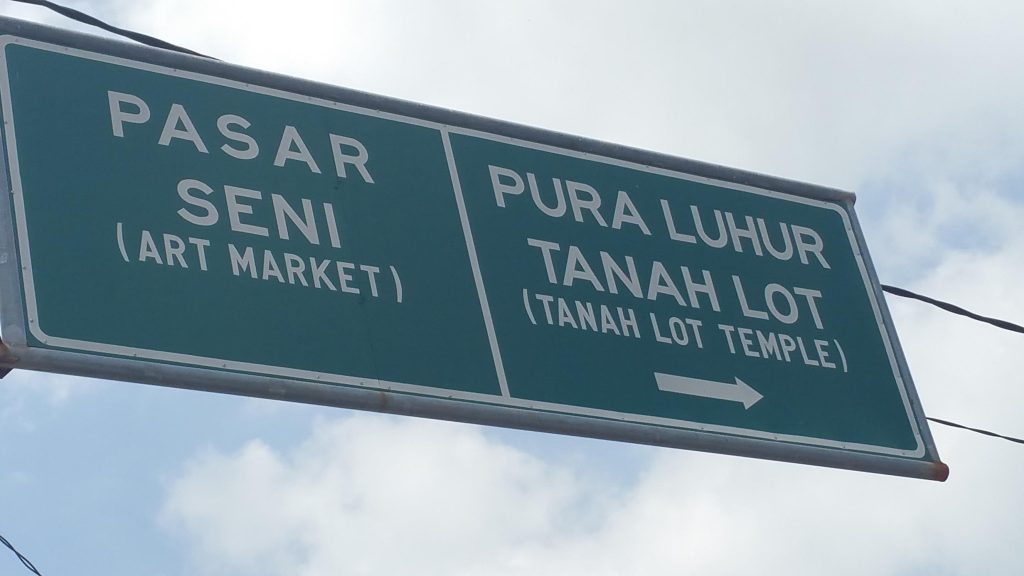 PASAR
SENI
(ART MARKET)
PURA LUHUR
TANAH LOT
(TANAH LOT TEMPLE)